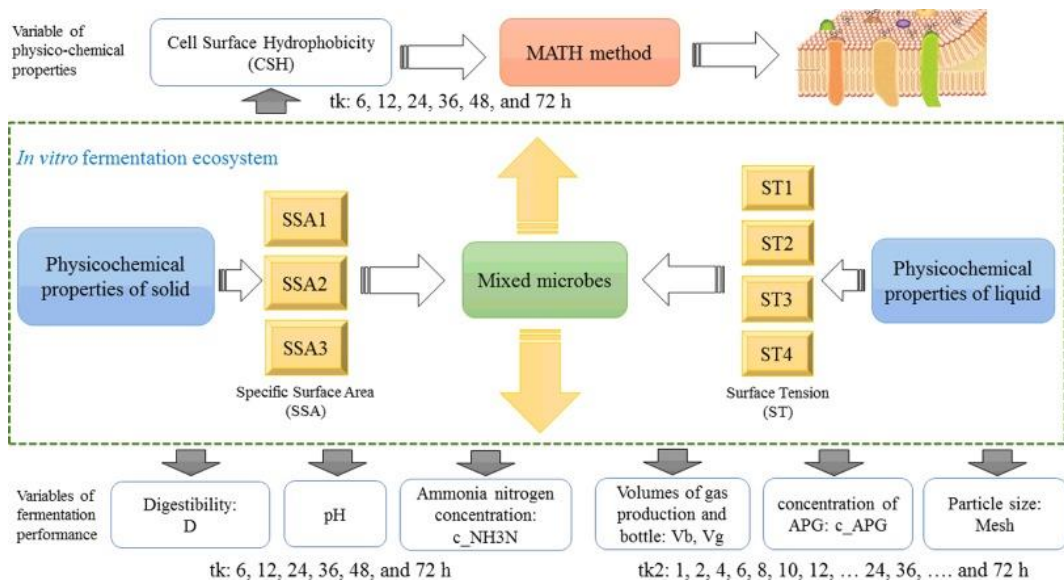 Variable of
physico-chemical
properties
Cell Surface Hydrophobicity
(CSH)
MATH method
tk: 6, 12, 24, 36, 48, and 72 h
In vitro fermentation ecosystem
Physicochemical
properties of solid
SSA1
SSA2
SSA3
Specific Surface Area
(SSA)
Mixed microbes
ST1
ST2
ST3
ST4
Surface Tension
(ST)
Physicochemical
properties of liquid
Variables of
fermentation
performance
Digestibility:
D
pH
Ammonia nitrogen
concentration:
c_NH3N
Volumes of gas
production and
bottle: Vb, Vg
concentration of
APG: c_APG
Particle size:
Mesh
tk: 6, 12, 24, 36, 48, and 72 h
tk2: 1, 2, 4, 6, 8, 10, 12, … 24, 36, …. and 72 h